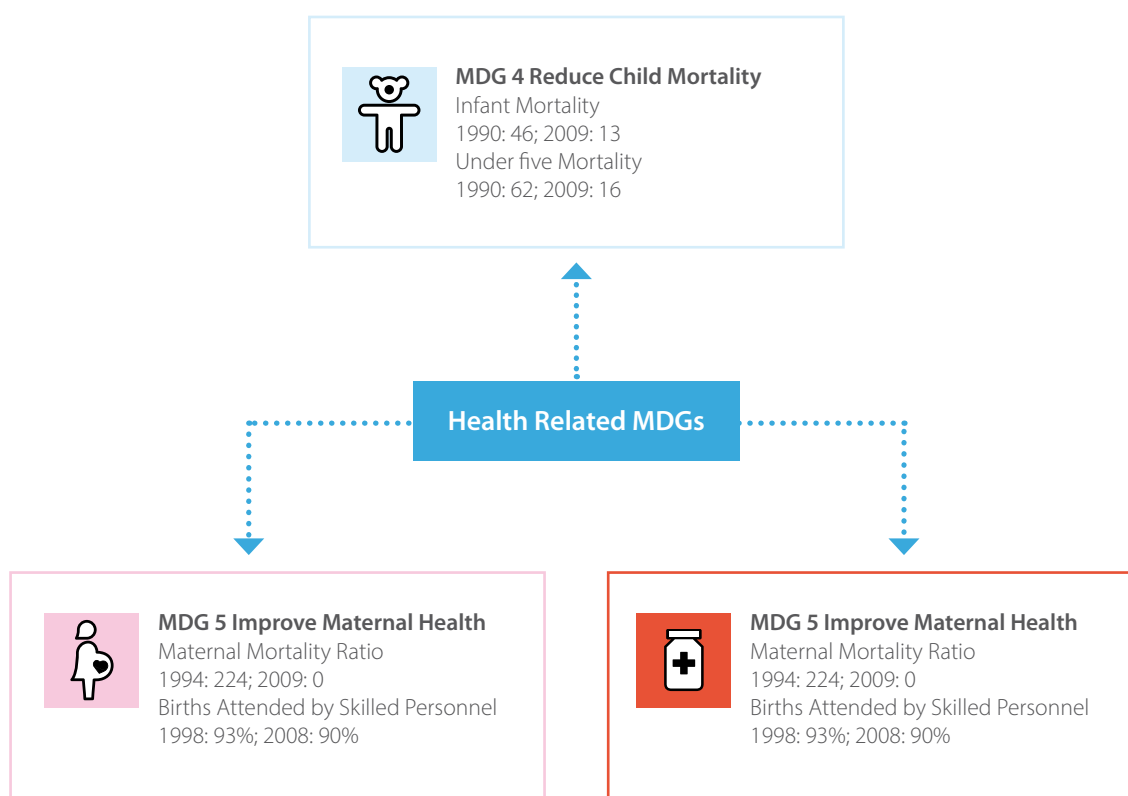 MDG 4 Reduce Child Mortality
Infant Mortality
1990: 46; 2009: 13
Under five Mortality
1990: 62; 2009: 16
Health Related MDGs
MDG 5 Improve Maternal Health
Maternal Mortality Ratio
1994: 224; 2009: 0
Births Attended by Skilled Personnel
1998: 93%; 2008: 90%
MDG 5 Improve Maternal Health
Maternal Mortality Ratio
1994: 224; 2009: 0
Births Attended by Skilled Personnel
1998: 93%; 2008: 90%